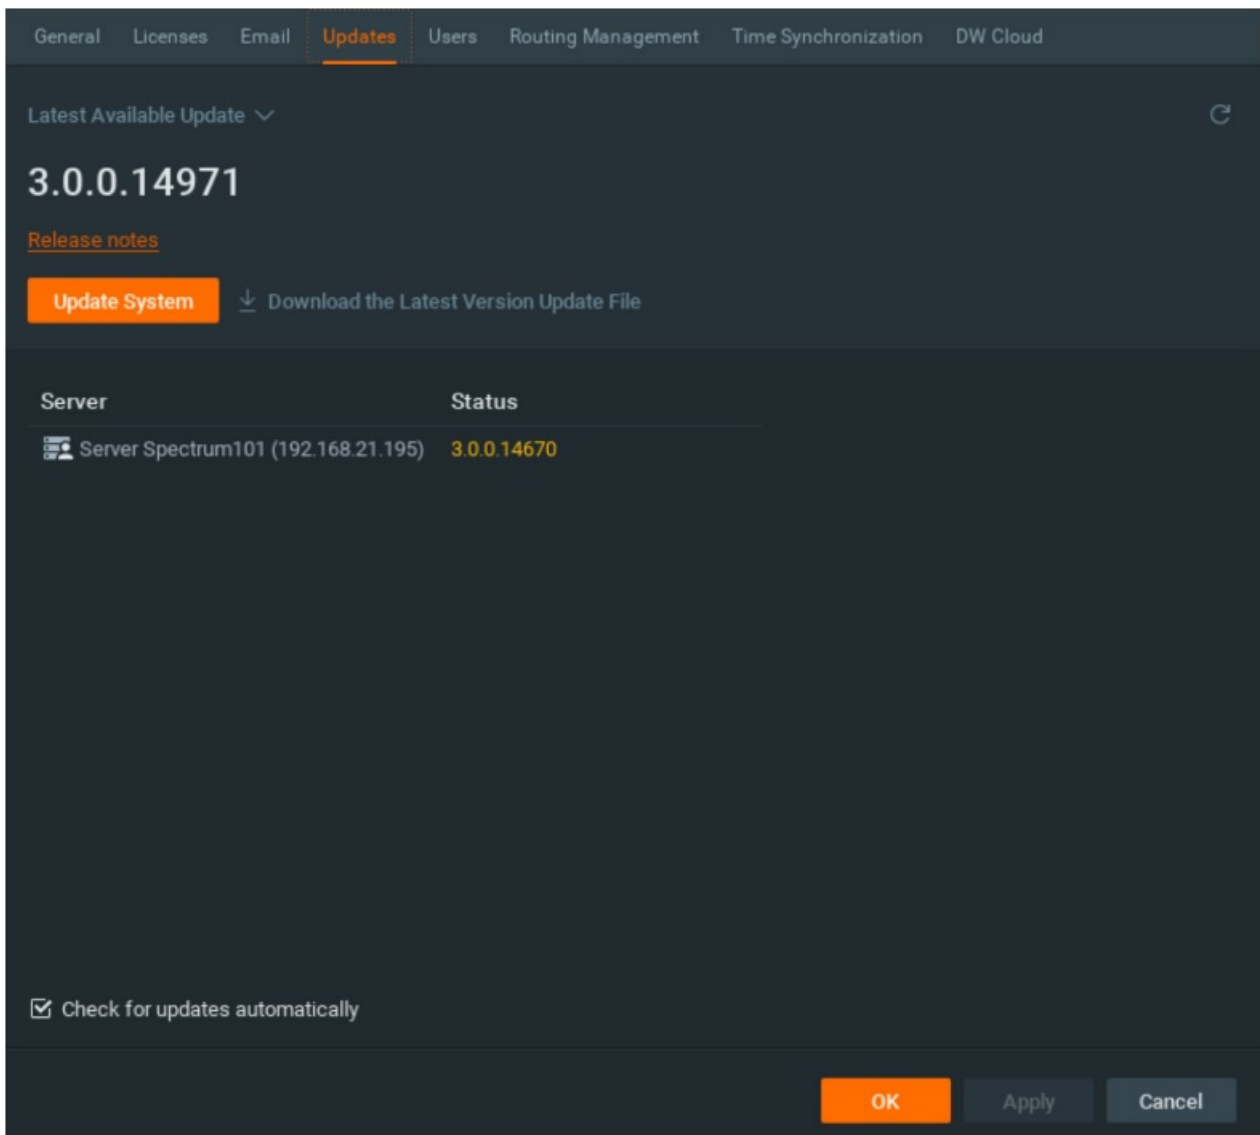 General Licenses Email Updates Users Routing Management Time Synchronization DW Cloud
Latest Available Update
3.0.0.14971
Release notes
Update System Download the Latest Version Update File
Server Status
Server Spectrum101 (192.168.21.195) 3.0.0.14670
Check for updates automatically
OK Apply Cancel